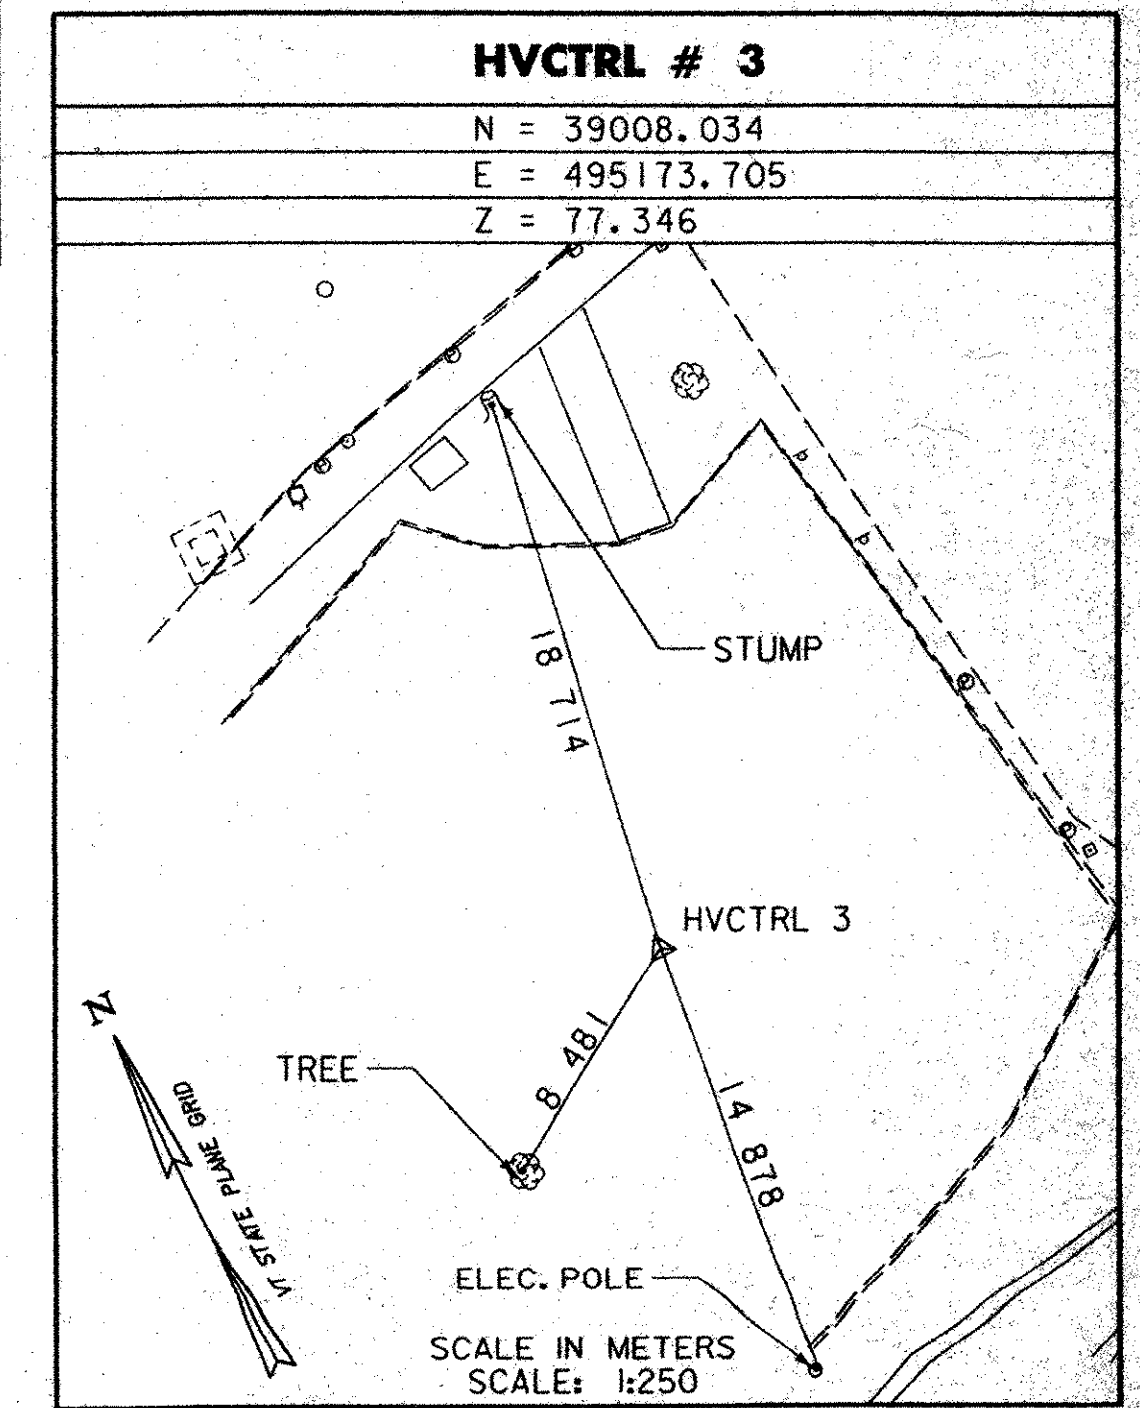 HVCTRL # 3
N = 39008.034
E = 495173.705
Z = 77.346
STUMP
18 714
HVCTRL 3
N
VT STATE PLANE GRID
TREE
8 481
14 878
ELEC. POLE
SCALE IN METERS
SCALE: 1:250